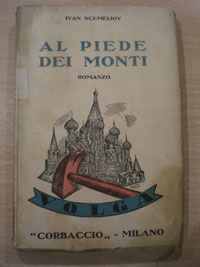 IVAN SCEMELIOV
AL PIEDE
DEI MONTI
ROMANZO
VOLGA
"CORBACCIO„ - MILANO